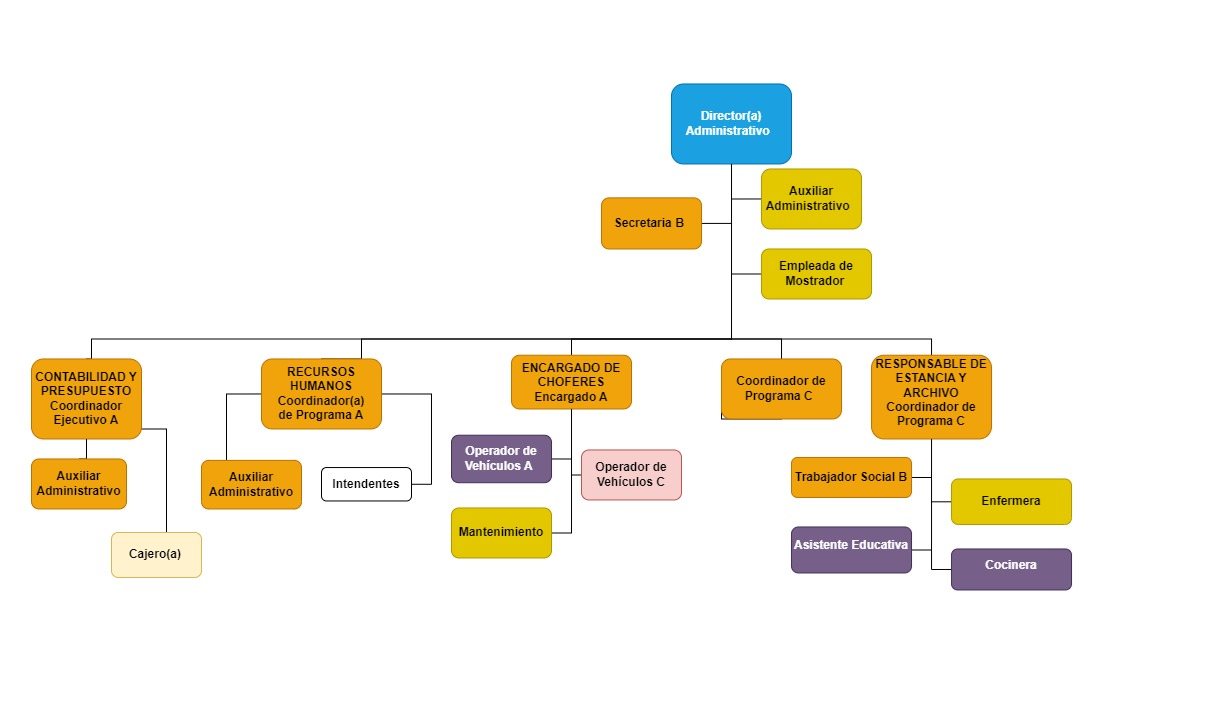 Director(a)
Administrativo
Auxiliar
Administrativo
Secretaria B
Empleada de
Mostrador
CONTABILIDAD Y
PRESUPUESTO
Coordinador
Ejecutivo A
RECURSOS
HUMANOS
Coordinador(a)
de Programa A
ENCARGADO DE
CHOFERES
Encargado A
Coordinador de
Programa C
RESPONSABLE DE
ESTANCIA Y
ARCHIVO
Coordinador de
Programa C
Auxiliar
Administrativo
Cajero(a)
Auxiliar
Administrativo
Intendentes
Operador de
Vehículos A
Operador de
Vehículos C
Mantenimiento
Trabajador Social B
Enfermera
Asistente Educativa
Cocinera